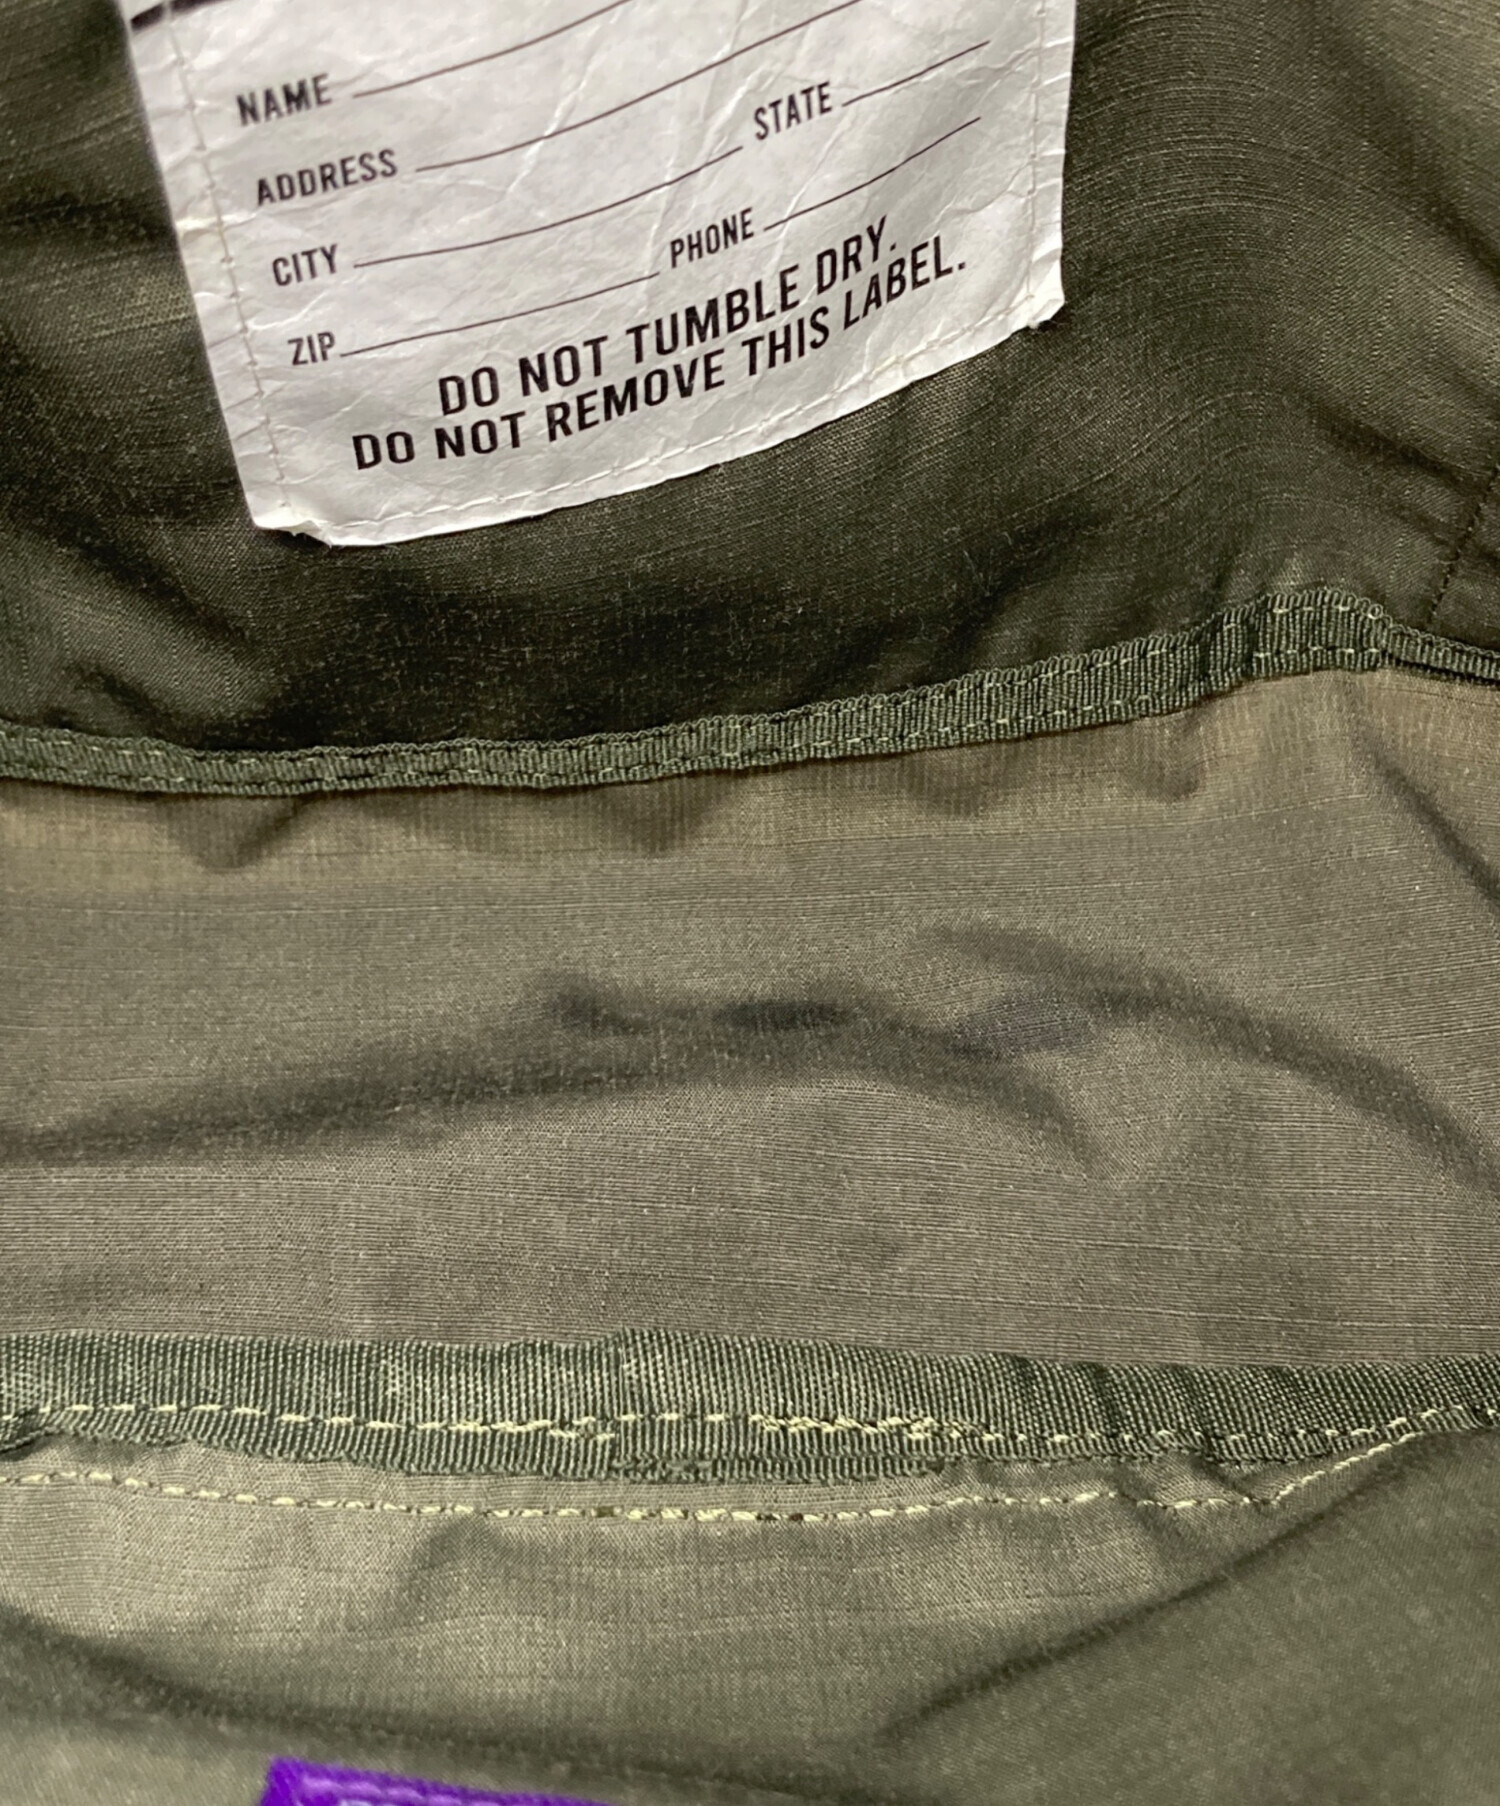 NAME
ADDRESS
CITY STATE
ZIP PHONE
DO NOT TUMBLE DRY.
DO NOT REMOVE THIS LABEL.